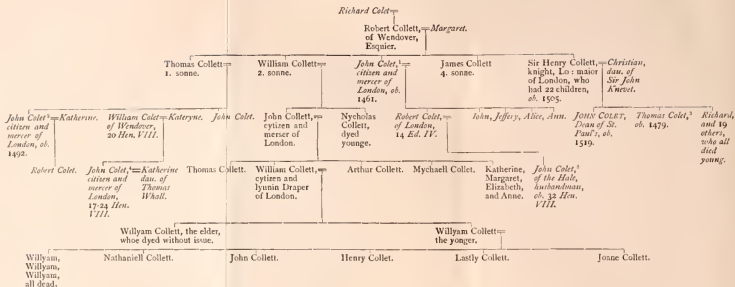 Richard Colet
Robert Collett,
of Wendover,
Esquier.
Margaret.
Thomas Collett
1. sonne.
William Collett
2. sonne.
John Colet,¹
citizen and
mercer of
London, ob.
1461.
James Collett
4. sonne.
Sir Henry Collett,
knight, Lo : maior
of London, who
had 22 children,
ob. 1505.
Christian,
dau. of
Sir John
Knevet.
John Colet²
citizen and
mercer of
London, ob.
1492.
Katherine.
William Colet
of Wendover,
20 Hen. VIII.
Kateryne.
John Colet.
John Collett,
cytizen and
merser of
London.
Nycholas
Collett,
dyed
younge.
Robert Colet,
of London,
14 Ed. IV.
John, Jeffery, Alice, Ann.
JOHN COLET,
Dean of St.
Paul's, ob.
1519.
Thomas Colet,³
ob. 1479.
Richard,
and 19
others,
who all
died
young.
Robert Colet.
John Colet,⁴
citizen and
mercer of
London,
17-24 Hen.
VIII.
Katherine
dau. of
Thomas
Whall.
Thomas Collett.
William Collett,
cytizen and
lynnin Draper
of London.
Arthur Collett.
Mychaell Collett.
Katherine,
Margaret,
Elizabeth,
and Anne.
John Colet,⁵
of the Hale,
husbandman,
ob. 32 Hen.
VIII.
Willyam Collett, the elder,
whoe dyed without issue.
Willyam Collett
the yonger.
Willyam,
Willyam,
Willyam,
all dead.
Nathaniell Collett.
John Collett.
Henry Collet.
Lastly Collett.
Joane Collett.